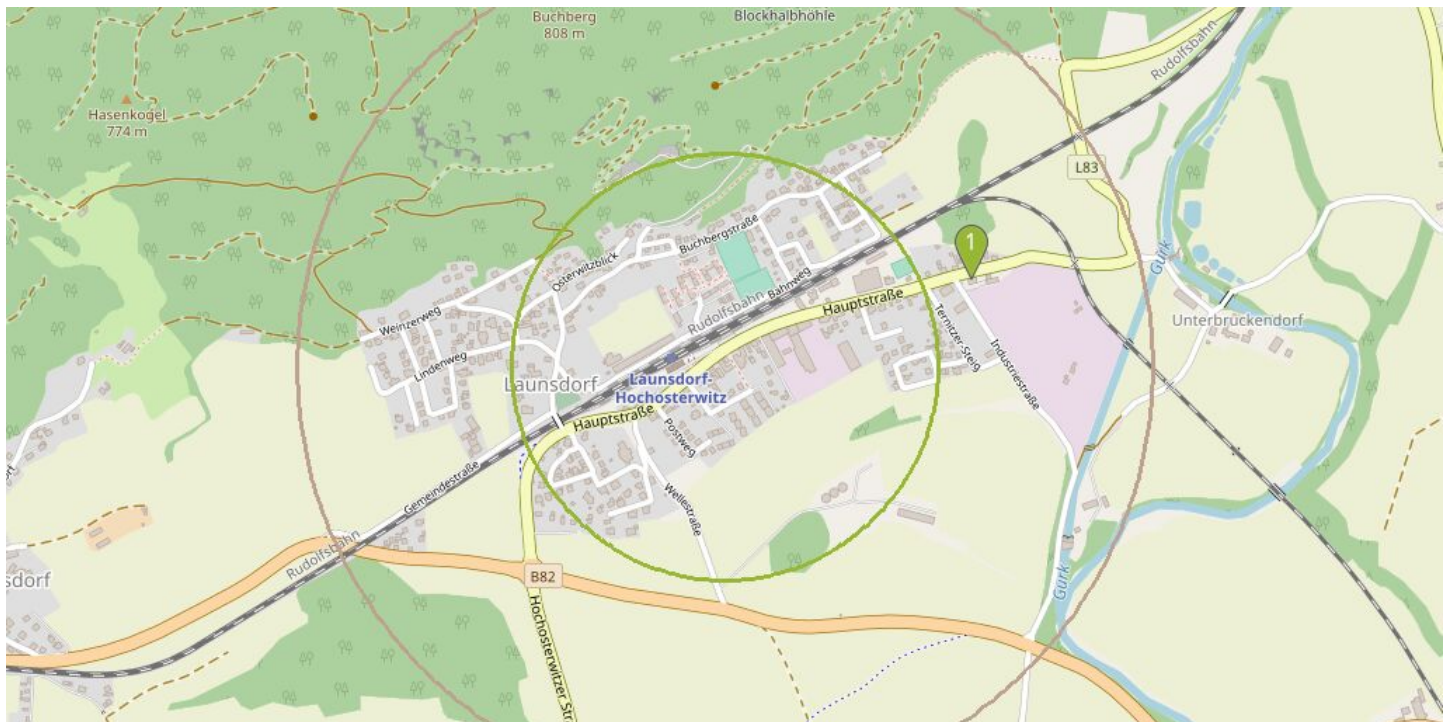 Buchberg
808 m
Blockhalbhöhle
Rudolfsbahn
Hasenkogel
774 m
L83
Buchbergstraße
1
Osterwitzblick
Gurk
Bahnweg
Rudolfsbahn
Hauptstraße
Weinzerweg
Ternitzer-Steig
Unterbrückendorf
Industriestraße
Lindenweg
Launsdorf
Launsdorf-
Hochosterwitz
Hauptstraße
Postweg
Gemeindestraße
Wellestraße
Rudolfsbahn
sdorf
B82
Gurk
Hochosterwitzer Str